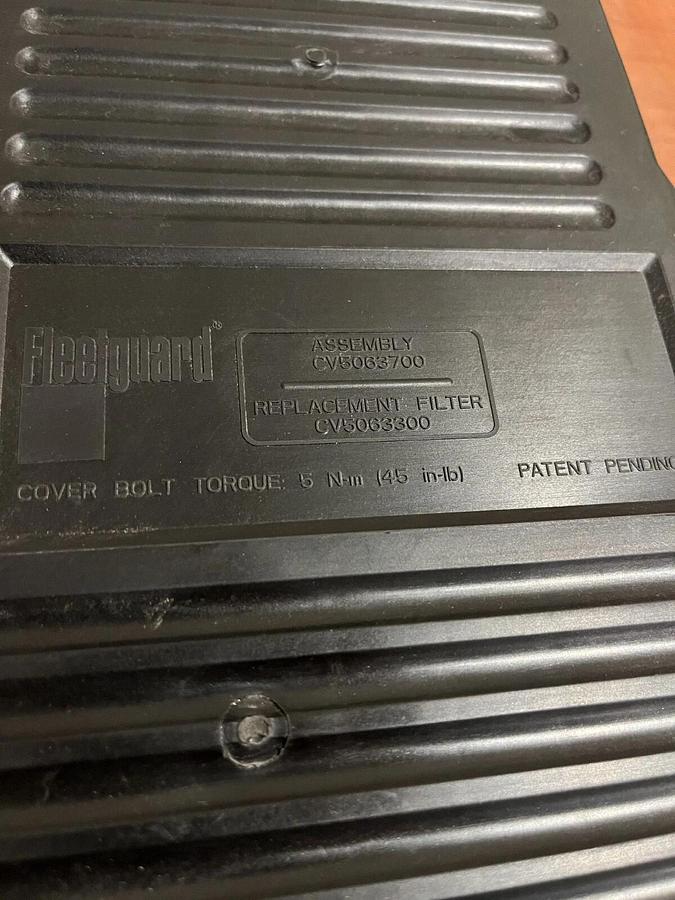 Fleetguard®
ASSEMBLY
CV5063700
REPLACEMENT FILTER
CV5063300
COVER BOLT TORQUE: 5 N-m (45 in-lb)
PATENT PENDING